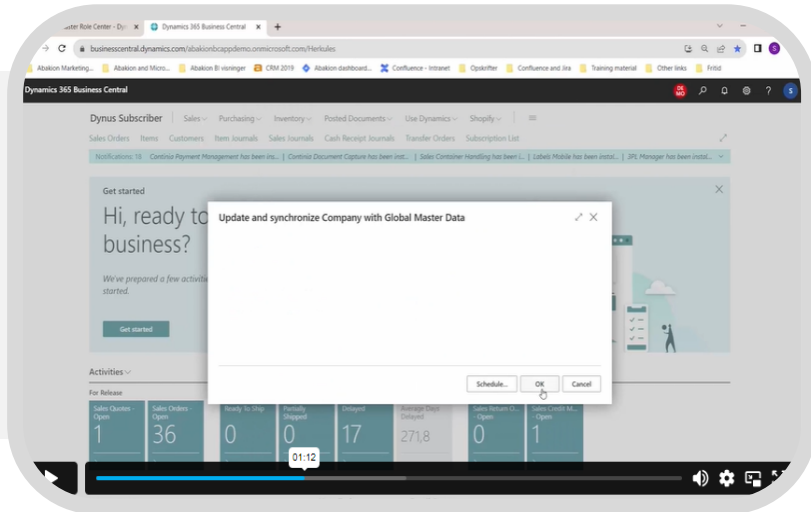 ster Role Center - Dyn
Dynamics 365 Business Central
businesscentral.dynamics.com/abakionbcappdemo.onmicrosoft.com/Herkules
Abakion Marketing... Abakion and Micro... Abakion BI visninger CRM 2019 Abakion dashboard... Confluence - Intranet Opskrifter Confluence and Jira Training material Other links Fritid
Dynamics 365 Business Central
DE
MO
?
S
Dynus Subscriber Sales Purchasing Inventory Posted Documents Use Dynamics Shopify
Sales Orders Items Customers Item Journals Sales Journals Cash Receipt Journals Transfer Orders Subscription List
Notifications: 18 Continia Payment Management has been ins... | Continia Document Capture has been inst... | Sales Container Handling has been i... | Labels Mobile has been instal... | 3PL Manager has been instal...
Get started
Hi, ready to
business?
We've prepared a few activitie
started.
Get started
Update and synchronize Company with Global Master Data
Schedule... OK Cancel
Activities
For Release
Sales Quotes -
Open
1
Sales Orders -
Open
36
Ready To Ship
0
Partially
Shipped
0
Delayed
17
Average Days
Delayed
271,8
Sales Return O...
- Open
0
Sales Credit M...
- Open
1
01:12